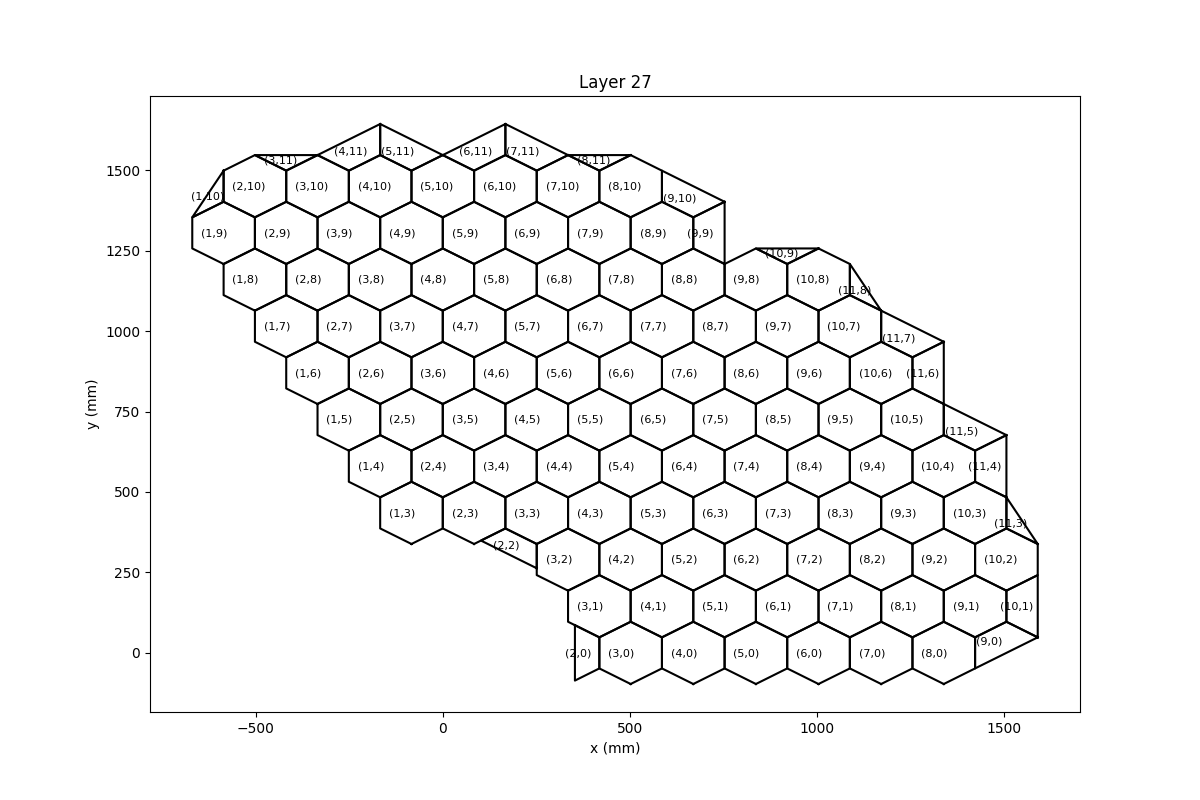 Layer 27
y (mm)
1500
1250
1000
750
500
250
0
(4,11) (5,11) (6,11) (7,11)
(3,11) (8,11)
(1,10) (2,10) (3,10) (4,10) (5,10) (6,10) (7,10) (8,10) (9,10)
(1,9) (2,9) (3,9) (4,9) (5,9) (6,9) (7,9) (8,9) (9,9)
(10,9)
(1,8) (2,8) (3,8) (4,8) (5,8) (6,8) (7,8) (8,8) (9,8) (10,8) (11,8)
(1,7) (2,7) (3,7) (4,7) (5,7) (6,7) (7,7) (8,7) (9,7) (10,7) (11,7)
(1,6) (2,6) (3,6) (4,6) (5,6) (6,6) (7,6) (8,6) (9,6) (10,6) (11,6)
(1,5) (2,5) (3,5) (4,5) (5,5) (6,5) (7,5) (8,5) (9,5) (10,5) (11,5)
(1,4) (2,4) (3,4) (4,4) (5,4) (6,4) (7,4) (8,4) (9,4) (10,4) (11,4)
(1,3) (2,3) (3,3) (4,3) (5,3) (6,3) (7,3) (8,3) (9,3) (10,3) (11,3)
(2,2) (3,2) (4,2) (5,2) (6,2) (7,2) (8,2) (9,2) (10,2)
(3,1) (4,1) (5,1) (6,1) (7,1) (8,1) (9,1) (10,1)
(2,0) (3,0) (4,0) (5,0) (6,0) (7,0) (8,0) (9,0)
−500 0 500 1000 1500
x (mm)